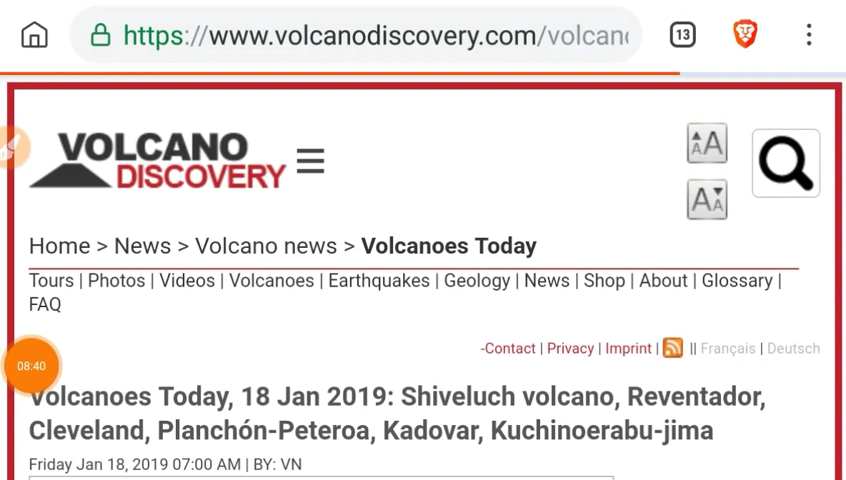 https://www.volcanodiscovery.com/volcan
13
VOLCANO
DISCOVERY
AA
AA
Home > News > Volcano news > Volcanoes Today
Tours | Photos | Videos | Volcanoes | Earthquakes | Geology | News | Shop | About | Glossary |
FAQ
-Contact | Privacy | Imprint | || Français | Deutsch
08:40
Volcanoes Today, 18 Jan 2019: Shiveluch volcano, Reventador,
Cleveland, Planchón-Peteroa, Kadovar, Kuchinoerabu-jima
Friday Jan 18, 2019 07:00 AM | BY: VN